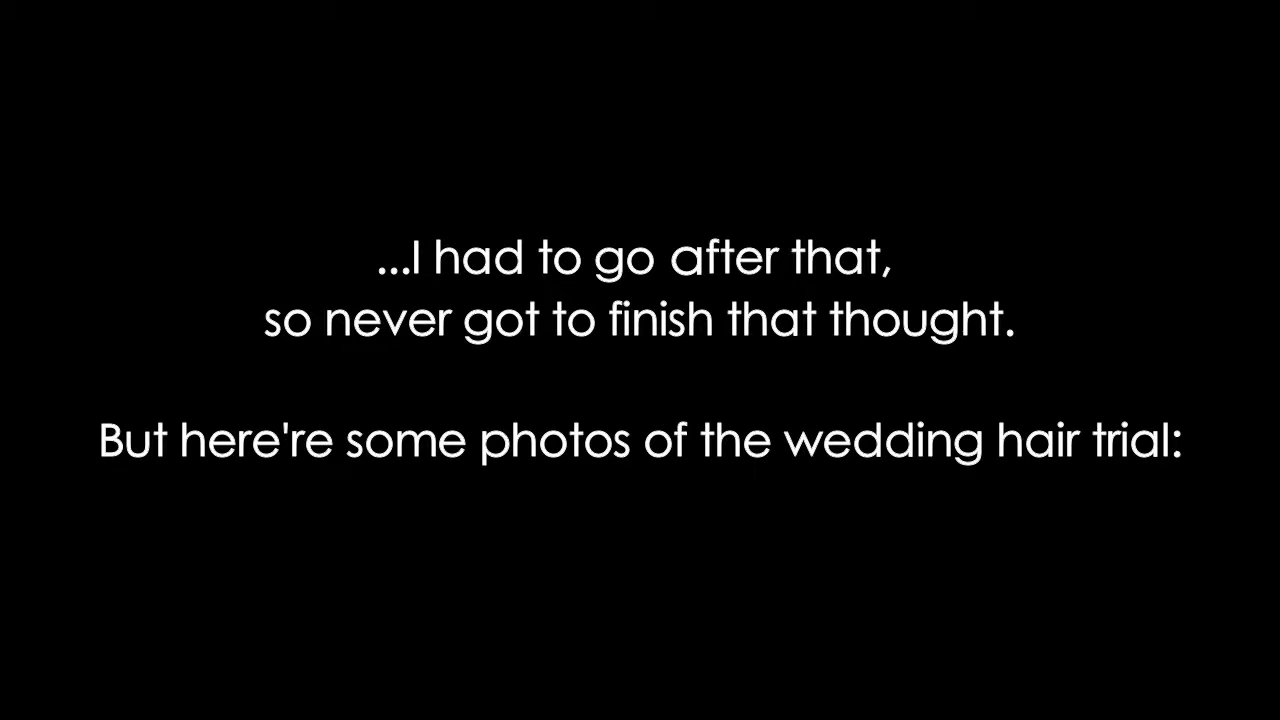 ...I had to go after that,
so never got to finish that thought.
But here're some photos of the wedding hair trial: